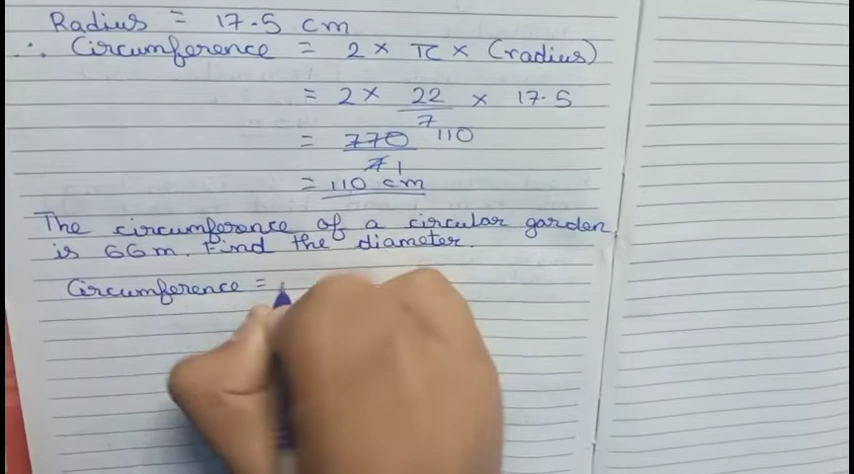 Radius = 17.5 cm
∴ Circumference = 2 × π × (radius)
= 2 × 22/7 × 17.5
= 770/7 110 1
= 110 cm
The circumference of a circular garden
is 66 m. Find the diameter.
Circumference =